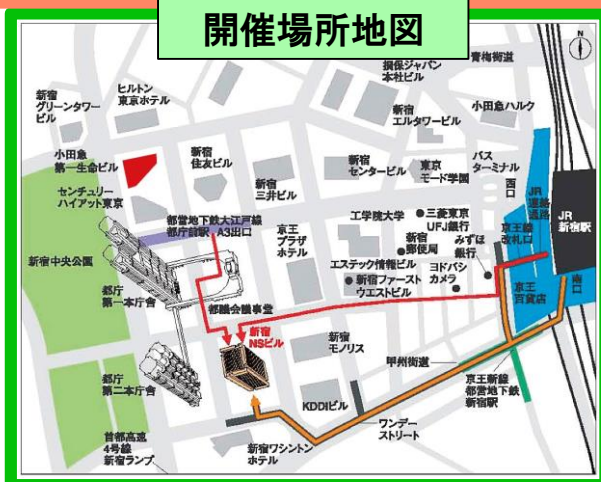 開催場所地図
損保ジャパン
本社ビル
青梅街道
N
新宿
グリーンタワー
ビル
ヒルトン
東京ホテル
新宿
エルタワービル
小田急ハルク
小田急
第一生命ビル
新宿
住友ビル
新宿
三井ビル
新宿
センタービル
東京
モード学園
バス
ターミナル
西口
JR
連絡
通路
JR
新宿駅
センチュリー
ハイアット東京
都営地下鉄大江戸線
都庁前駅 A3出口
京王
プラザ
ホテル
工学院大学
三菱東京
UFJ銀行
新宿
郵便局
みずほ
銀行
京王線
改札口
新宿中央公園
都庁
第一本庁舎
エステック情報ビル
新宿ファースト
ウエストビル
ヨドバシ
カメラ
京王
百貨店
南口
都議会議事堂
新宿
NSビル
新宿
モノリス
甲州街道
都庁
第二本庁舎
京王新線
都営地下鉄
新宿駅
KDDIビル
ワンデー
ストリート
首都高速
4号線
新宿ランプ
新宿ワシントン
ホテル